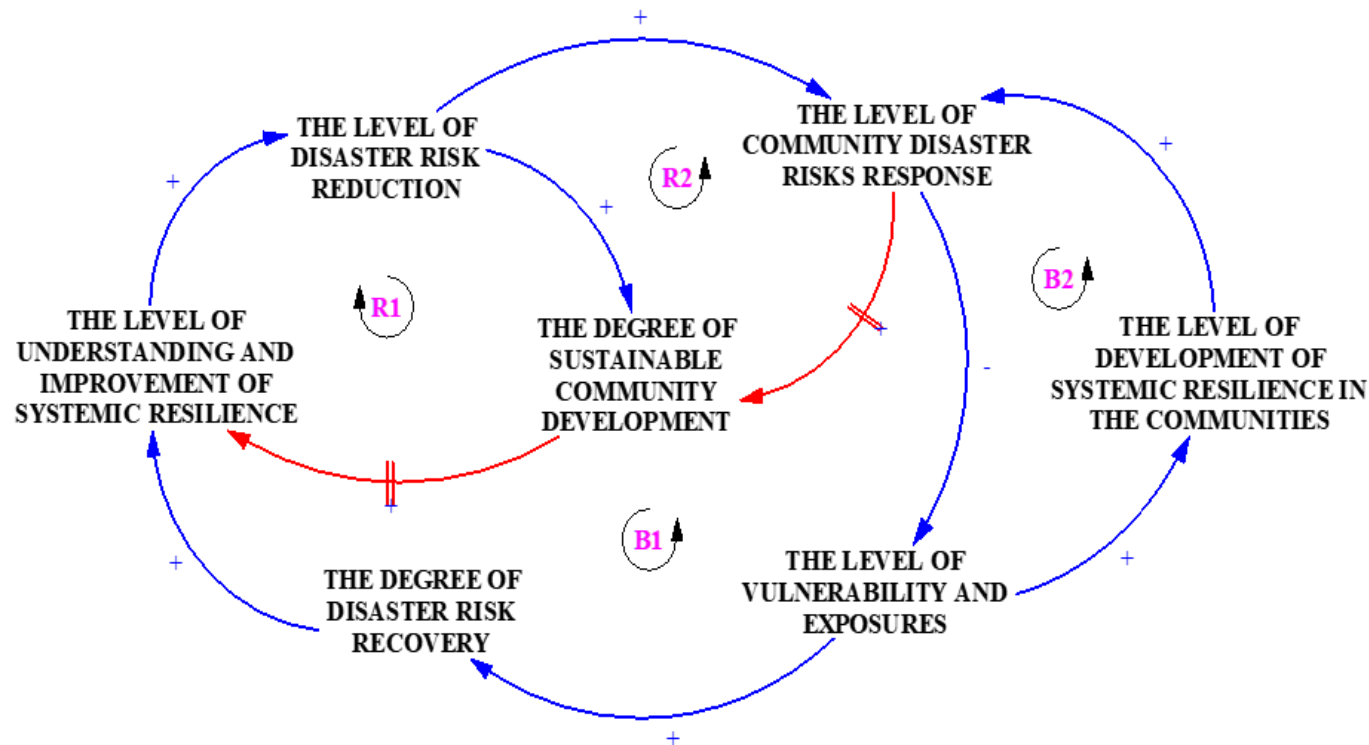 +
THE LEVEL OF
DISASTER RISK
REDUCTION
THE LEVEL OF
COMMUNITY DISASTER
RISKS RESPONSE
+
+
R2
+
B2
R1
THE LEVEL OF
UNDERSTANDING AND
IMPROVEMENT OF
SYSTEMIC RESILIENCE
THE DEGREE OF
SUSTAINABLE
COMMUNITY
DEVELOPMENT
+
-
THE LEVEL OF
DEVELOPMENT OF
SYSTEMIC RESILIENCE IN
THE COMMUNITIES
+
B1
+
THE DEGREE OF
DISASTER RISK
RECOVERY
THE LEVEL OF
VULNERABILITY AND
EXPOSURES
+
+